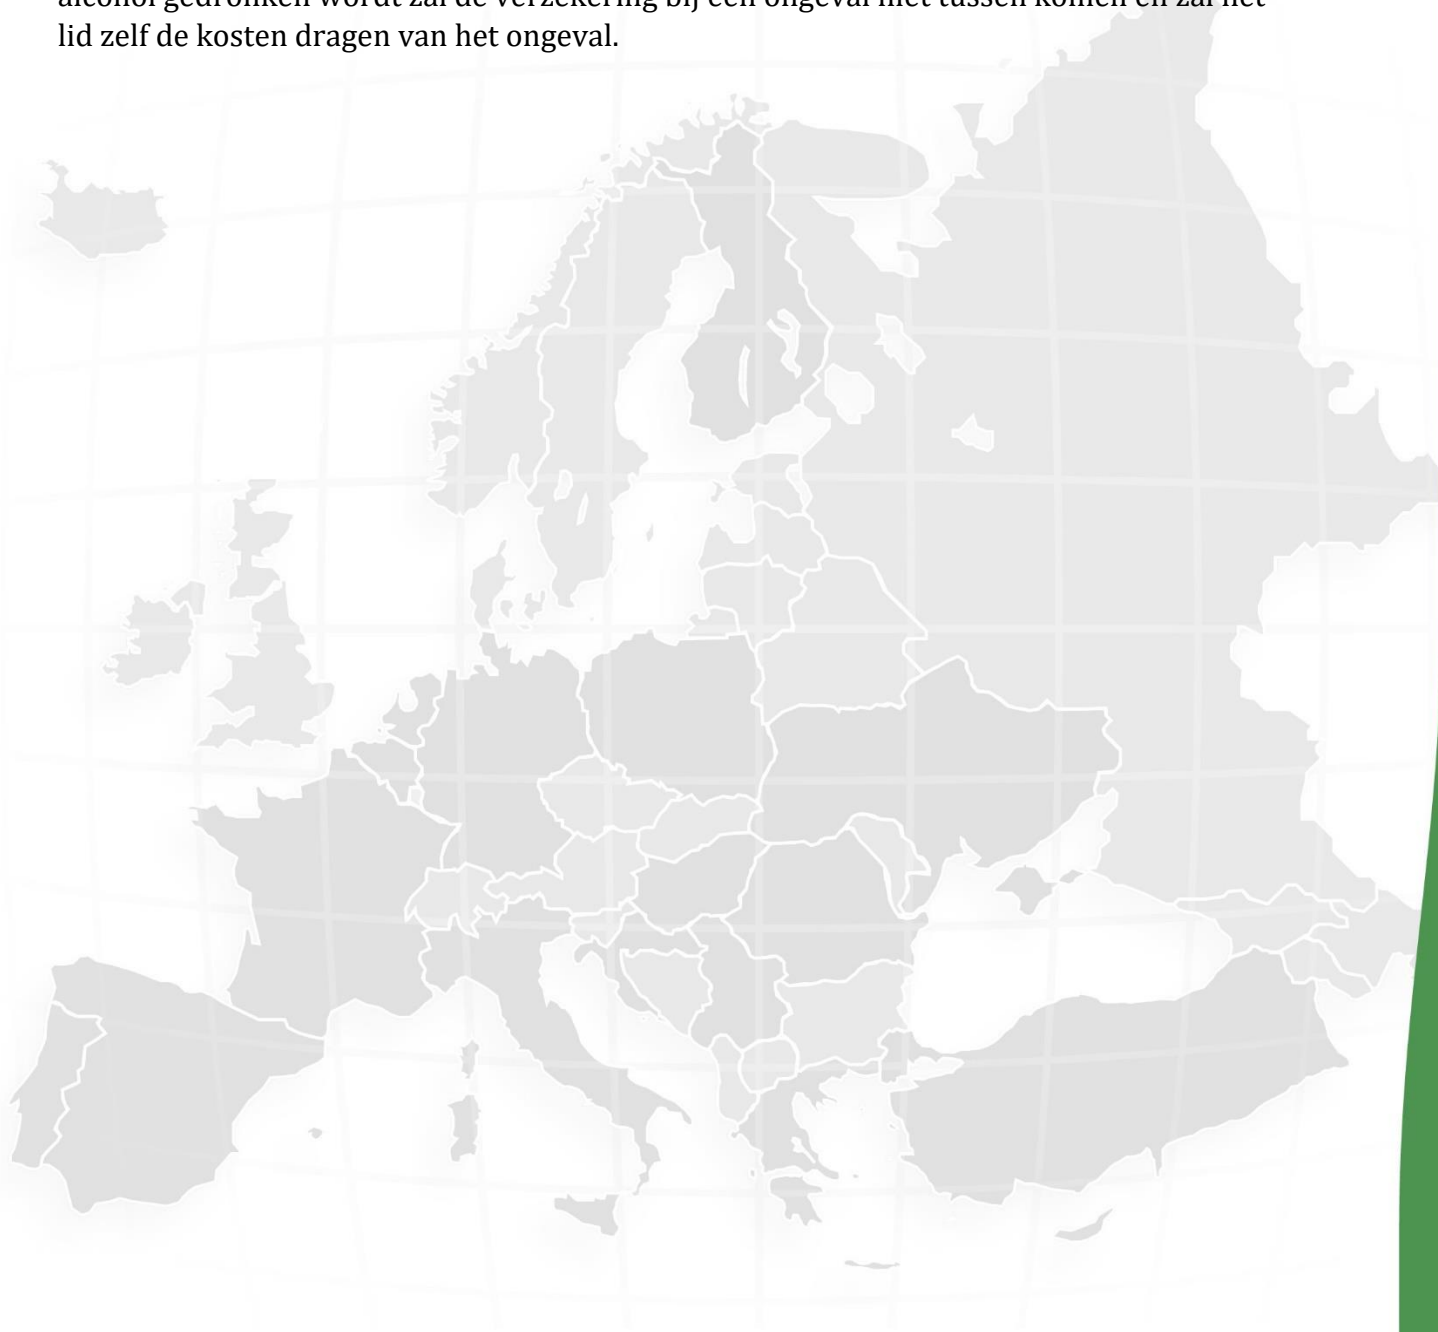 alcohol gedronken wordt zal de verzekering bij een ongeval niet tussen komen en zal het
lid zelf de kosten dragen van het ongeval.